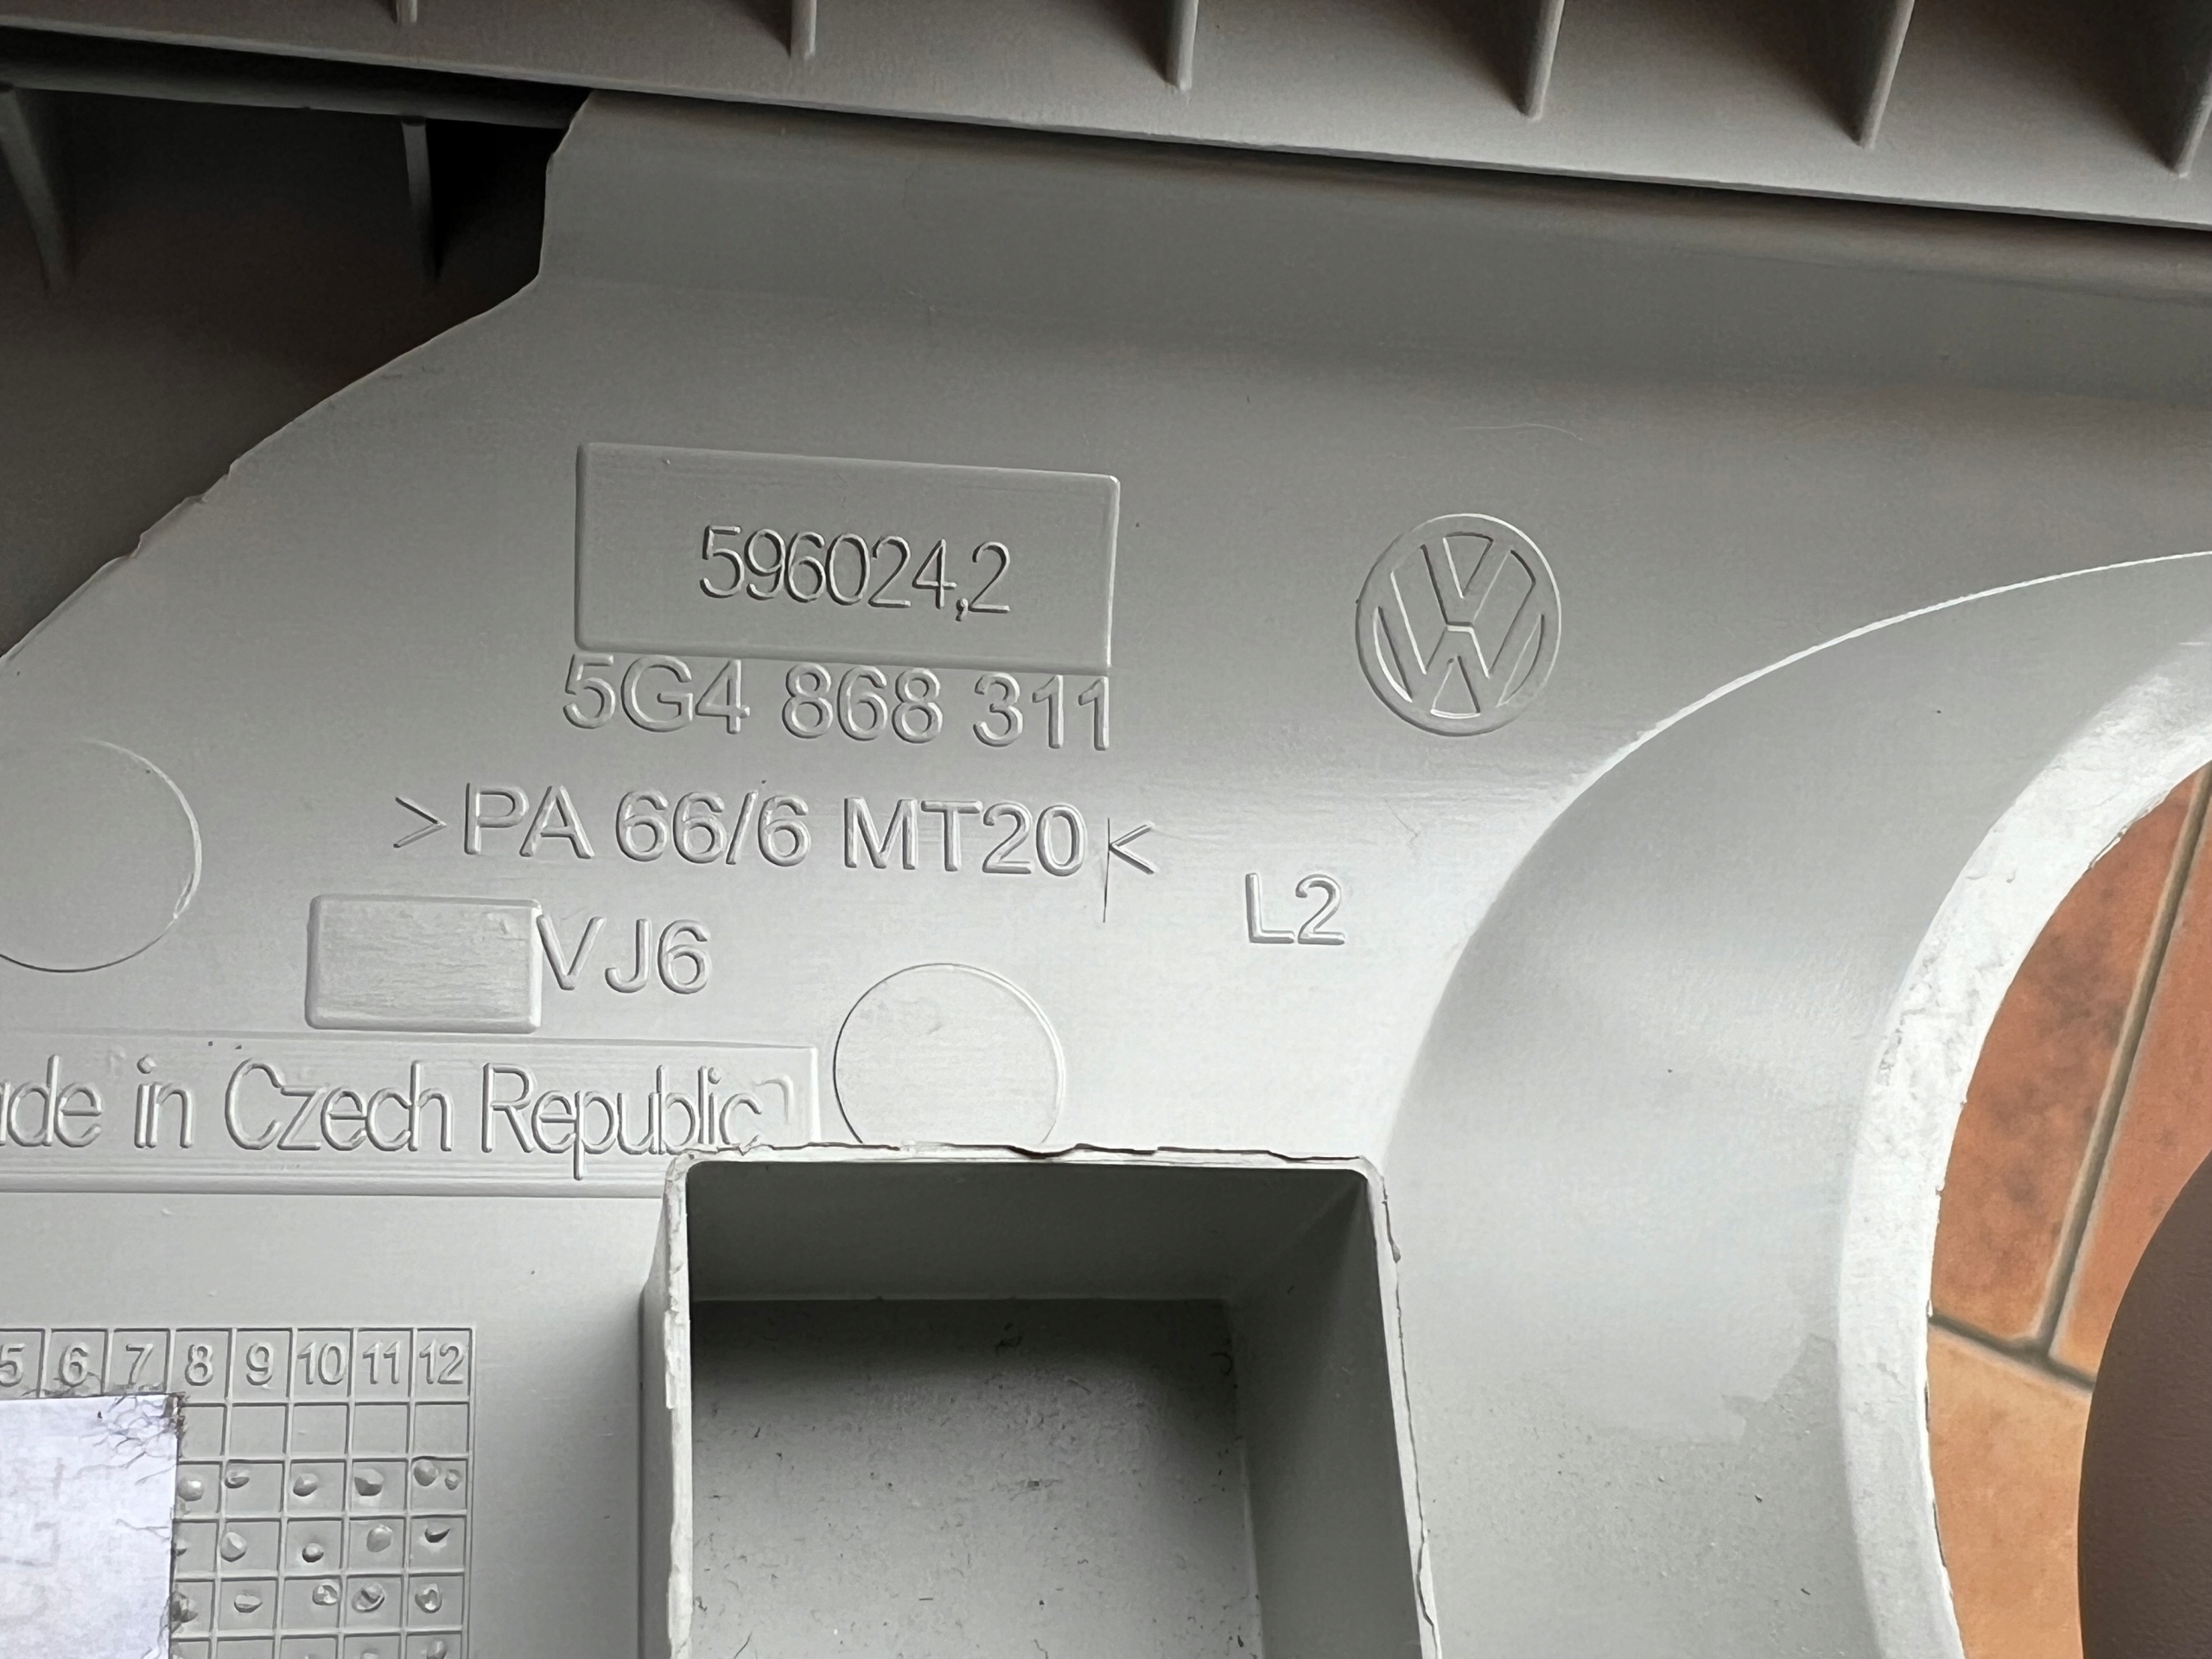 596024,2
5G4 868 311
>PA 66/6 MT20<
L2
VJ6
ade in Czech Republic
5 6 7 8 9 10 11 12